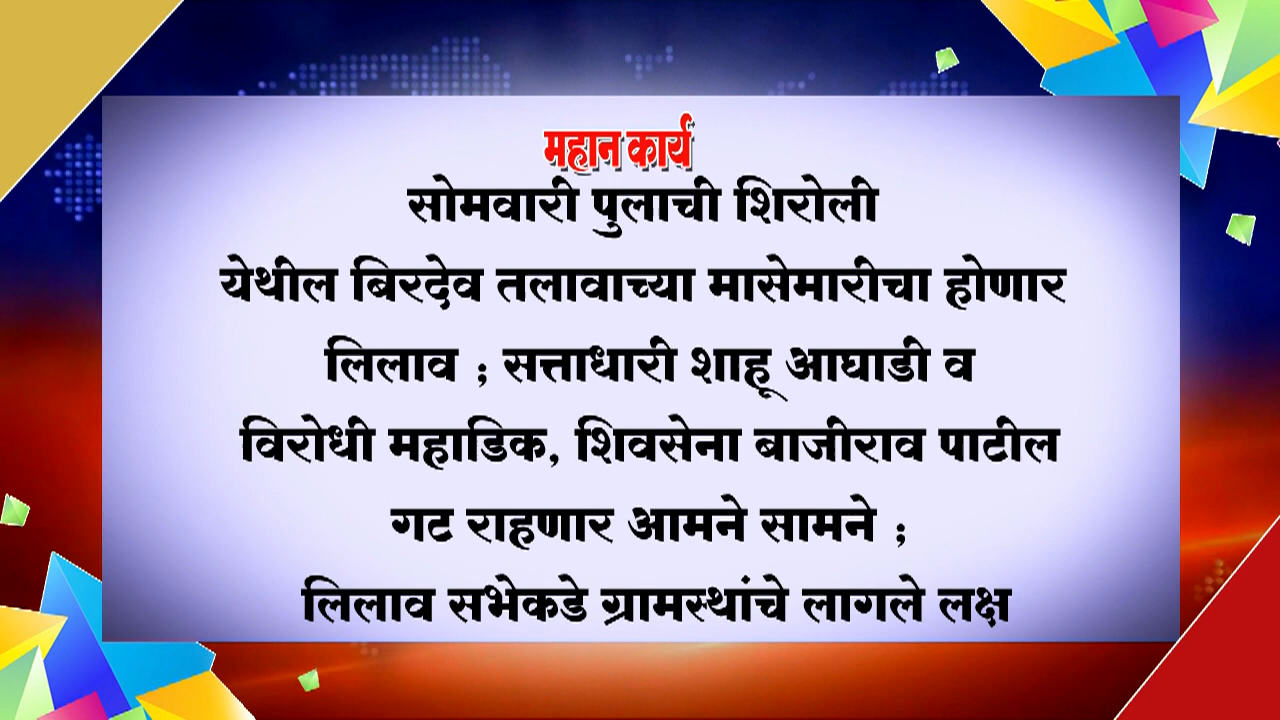 महान कार्य
सोमवारी पुलाची शिरोली
येथील बिरदेव तलावाच्या मासेमारीचा होणार
लिलाव ; सत्ताधारी शाहू आघाडी व
विरोधी महाडिक, शिवसेना बाजीराव पाटील
गट राहणार आमने सामने ;
लिलाव सभेकडे ग्रामस्थांचे लागले लक्ष